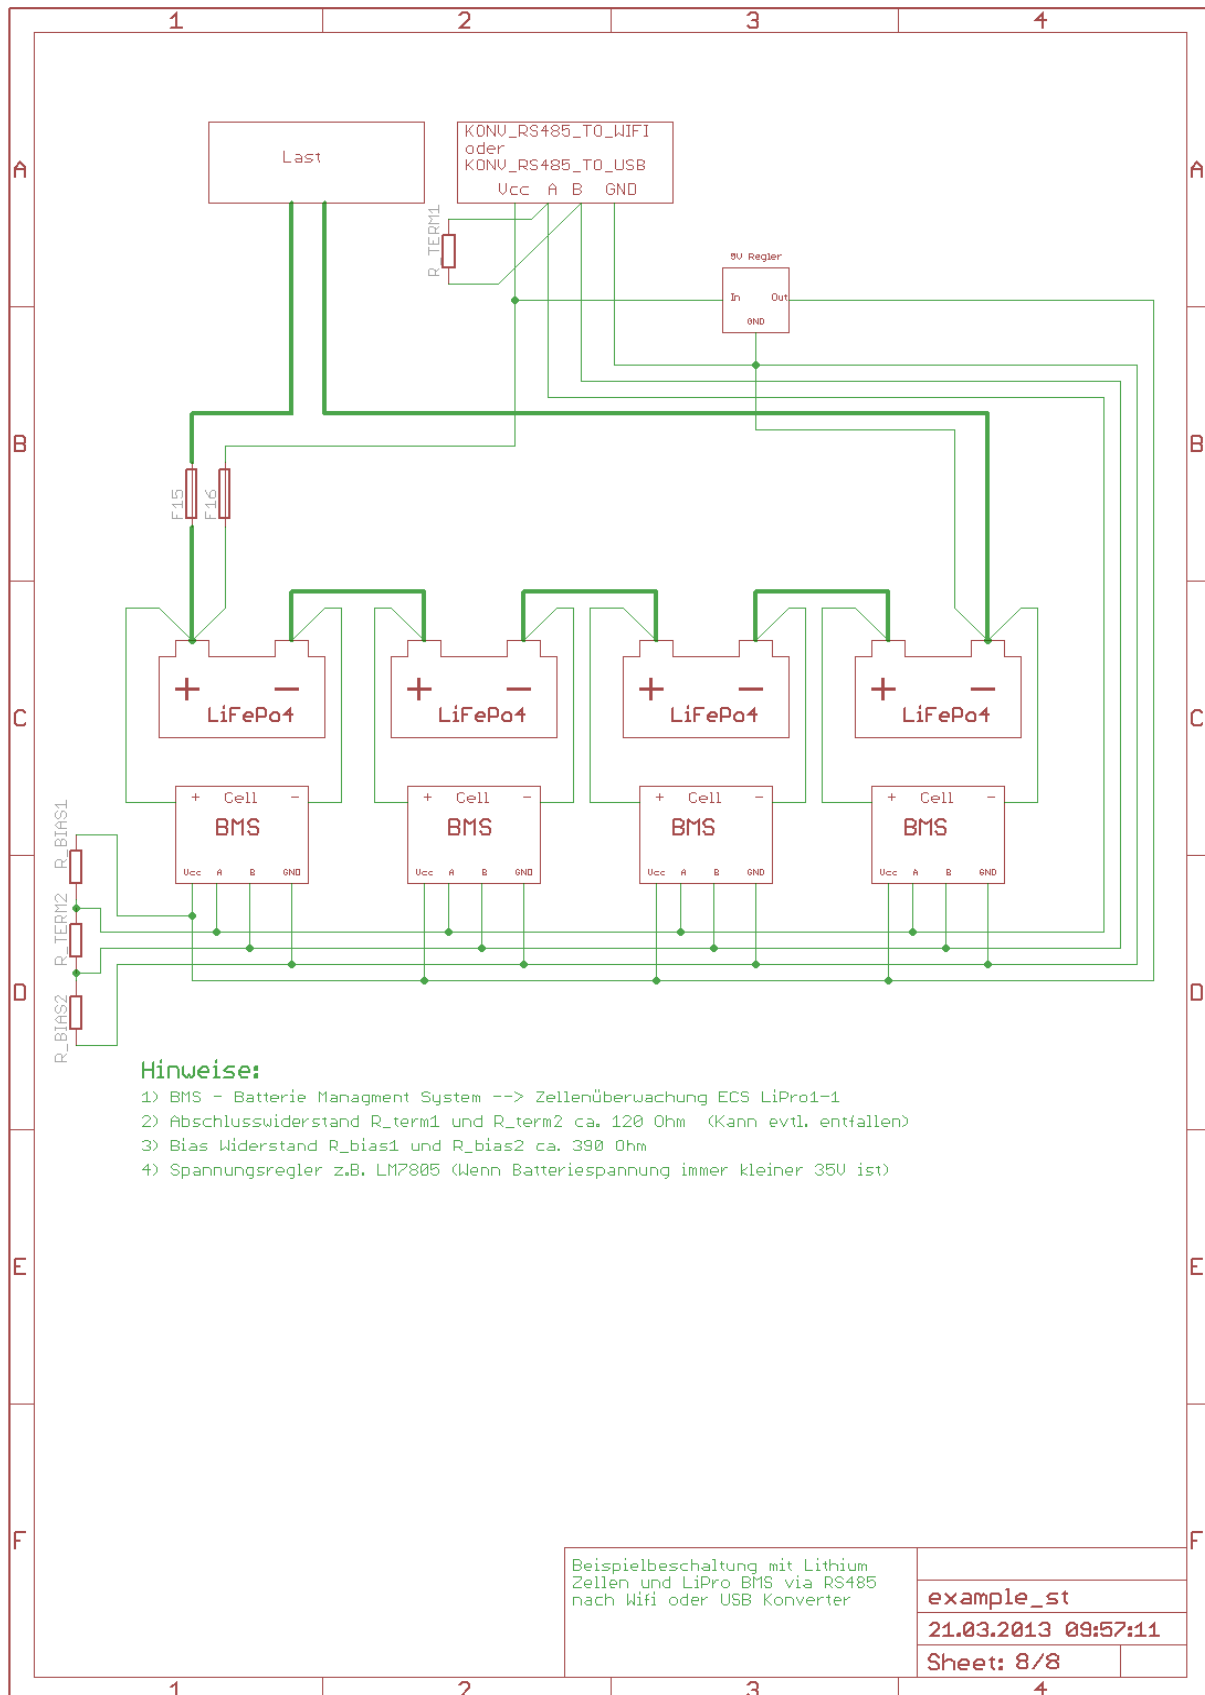 1 2 3 4
A A
KONV_RS485_TO_WIFI
oder
KONV_RS485_TO_USB
Last
Vcc A B GND
R_TERM1
5V Regler
In Out
GND
B B
F15 F16
+ - + - + - + -
LiFePo4 LiFePo4 LiFePo4 LiFePo4
C C
+ Cell - + Cell - + Cell - + Cell -
BMS BMS BMS BMS
Vcc A B GND Vcc A B GND Vcc A B GND Vcc A B GND
R_BIAS1
R_TERM2
R_BIAS2
D D
Hinweise:
1) BMS - Batterie Managment System --> Zellenüberwachung ECS LiPro1-1
2) Abschlusswiderstand R_term1 und R_term2 ca. 120 Ohm (Kann evtl. entfallen)
3) Bias Widerstand R_bias1 und R_bias2 ca. 390 Ohm
4) Spannungsregler z.B. LM7805 (Wenn Batteriespannung immer kleiner 35V ist)
E E
F F
Beispielbeschaltung mit Lithium
Zellen und LiPro BMS via RS485
nach Wifi oder USB Konverter
example_st
21.03.2013 09:57:11
Sheet: 8/8
1 2 3 4